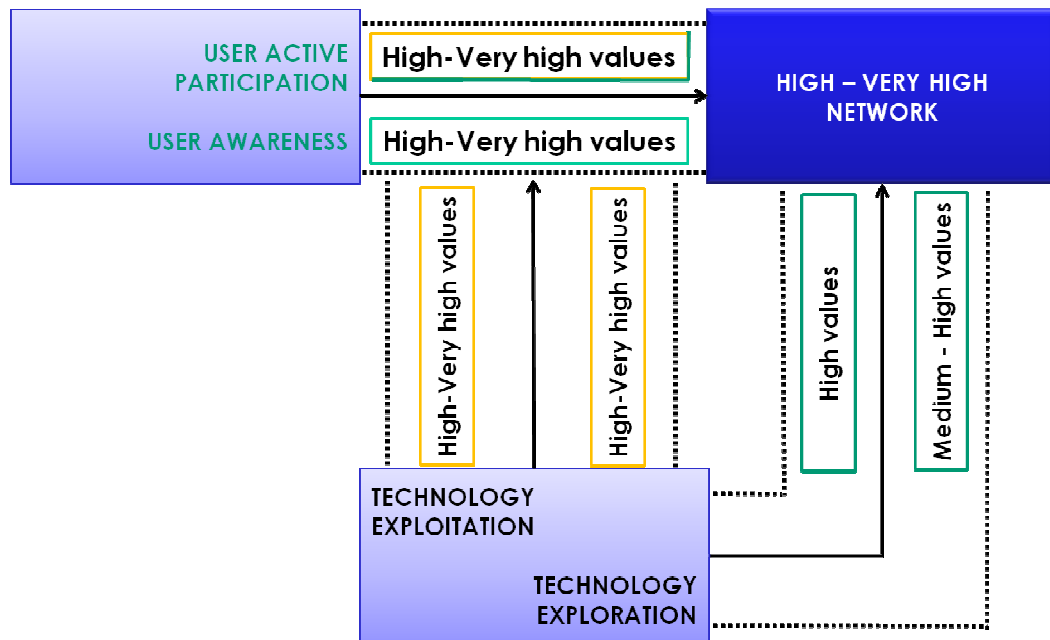 USER ACTIVE
PARTICIPATION
USER AWARENESS
High-Very high values
High-Very high values
HIGH – VERY HIGH
NETWORK
High-Very high values
High-Very high values
High values
Medium - High values
TECHNOLOGY
EXPLOITATION
TECHNOLOGY
EXPLORATION